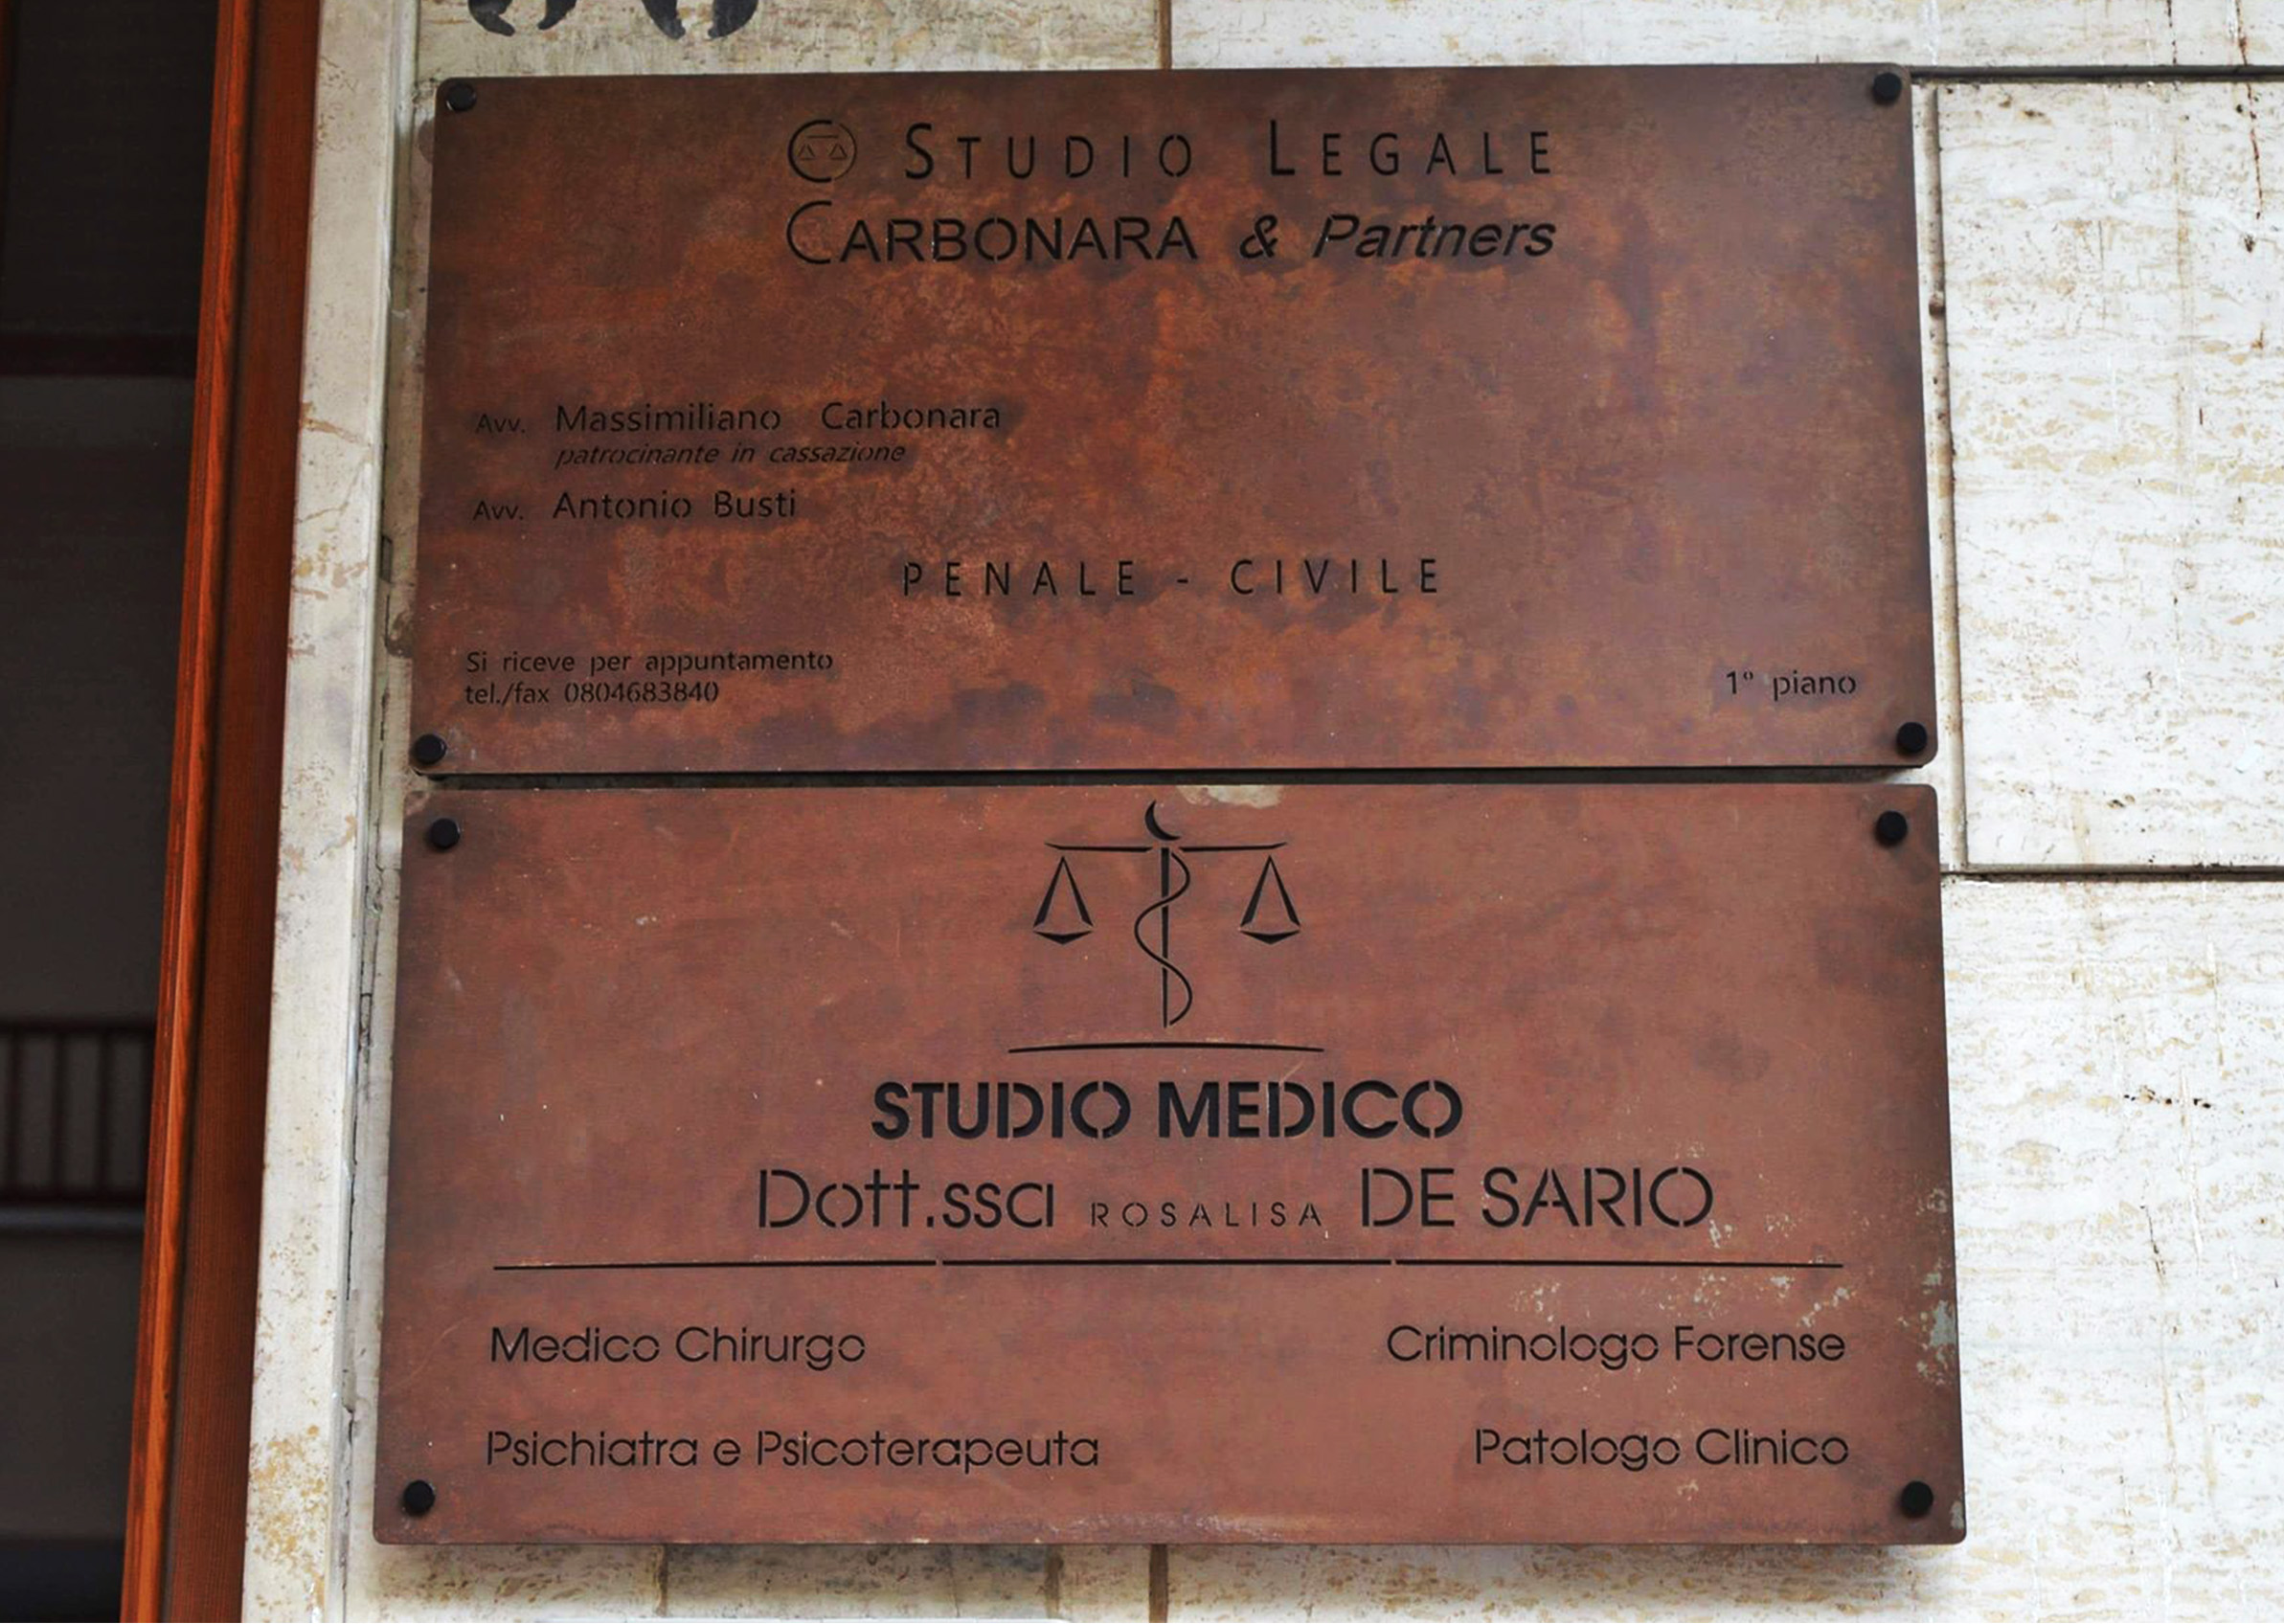 STUDIO LEGALE
CARBONARA & Partners
Avv. Massimiliano Carbonara
patrocinante in cassazione
Avv. Antonio Busti
PENALE - CIVILE
Si riceve per appuntamento
tel./fax 0804683840
1° piano
STUDIO MEDICO
Dott.ssa ROSALISA DE SARIO
Medico Chirurgo
Criminologo Forense
Psichiatra e Psicoterapeuta
Patologo Clinico